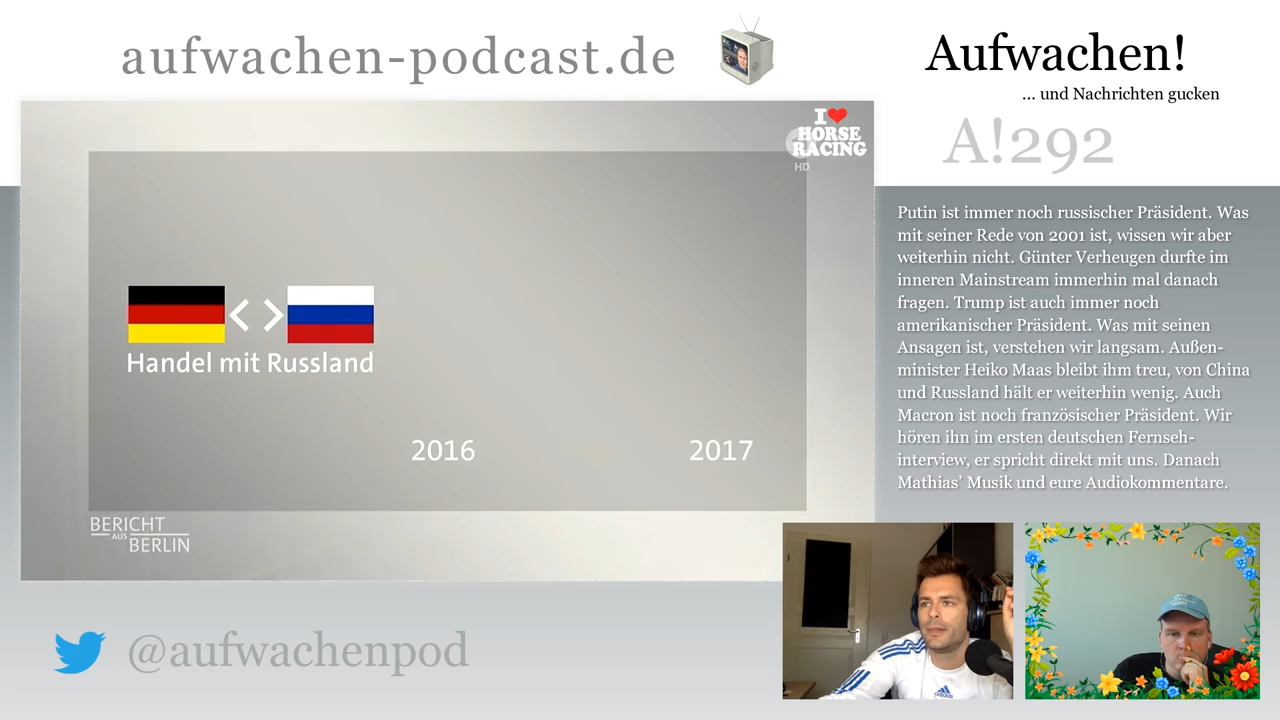 aufwachen-podcast.de
Aufwachen!
... und Nachrichten gucken
A!292
I
HORSE
RACING
HD
Handel mit Russland
2016 2017
BERICHT
AUS
BERLIN
Putin ist immer noch russischer Präsident. Was
mit seiner Rede von 2001 ist, wissen wir aber
weiterhin nicht. Günter Verheugen durfte im
inneren Mainstream immerhin mal danach
fragen. Trump ist auch immer noch
amerikanischer Präsident. Was mit seinen
Ansagen ist, verstehen wir langsam. Außen-
minister Heiko Maas bleibt ihm treu, von China
und Russland hält er weiterhin wenig. Auch
Macron ist noch französischer Präsident. Wir
hören ihn im ersten deutschen Fernseh-
interview, er spricht direkt mit uns. Danach
Mathias’ Musik und eure Audiokommentare.
@aufwachenpod
adidas